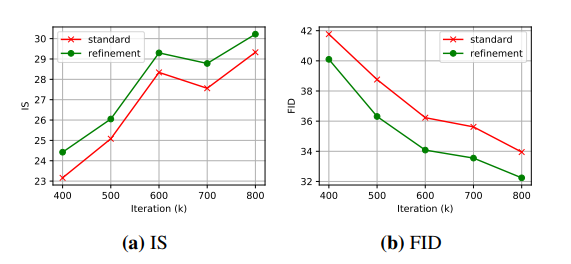 30
29
28
27
26
25
24
23
IS
standard
refinement
400 500 600 700 800
Iteration (k)
(a) IS
42
40
38
36
34
32
FID
standard
refinement
400 500 600 700 800
Iteration (k)
(b) FID